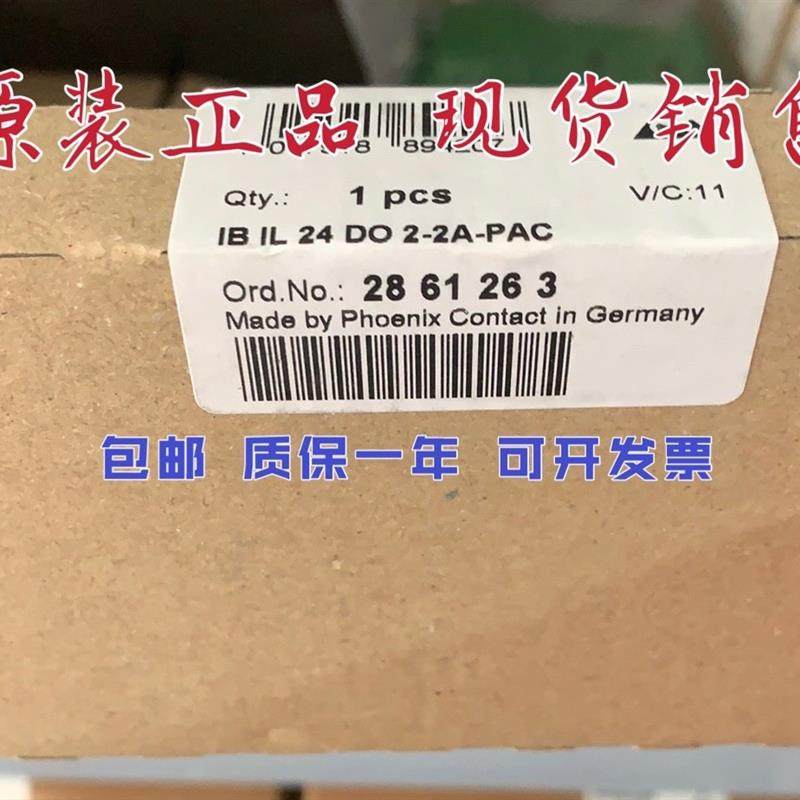 原装正品 现货销售
Qty.: 1 pcs V/C:11
IB IL 24 DO 2-2A-PAC
Ord.No.: 28 61 26 3
Made by Phoenix Contact in Germany
包邮 质保一年 可开发票